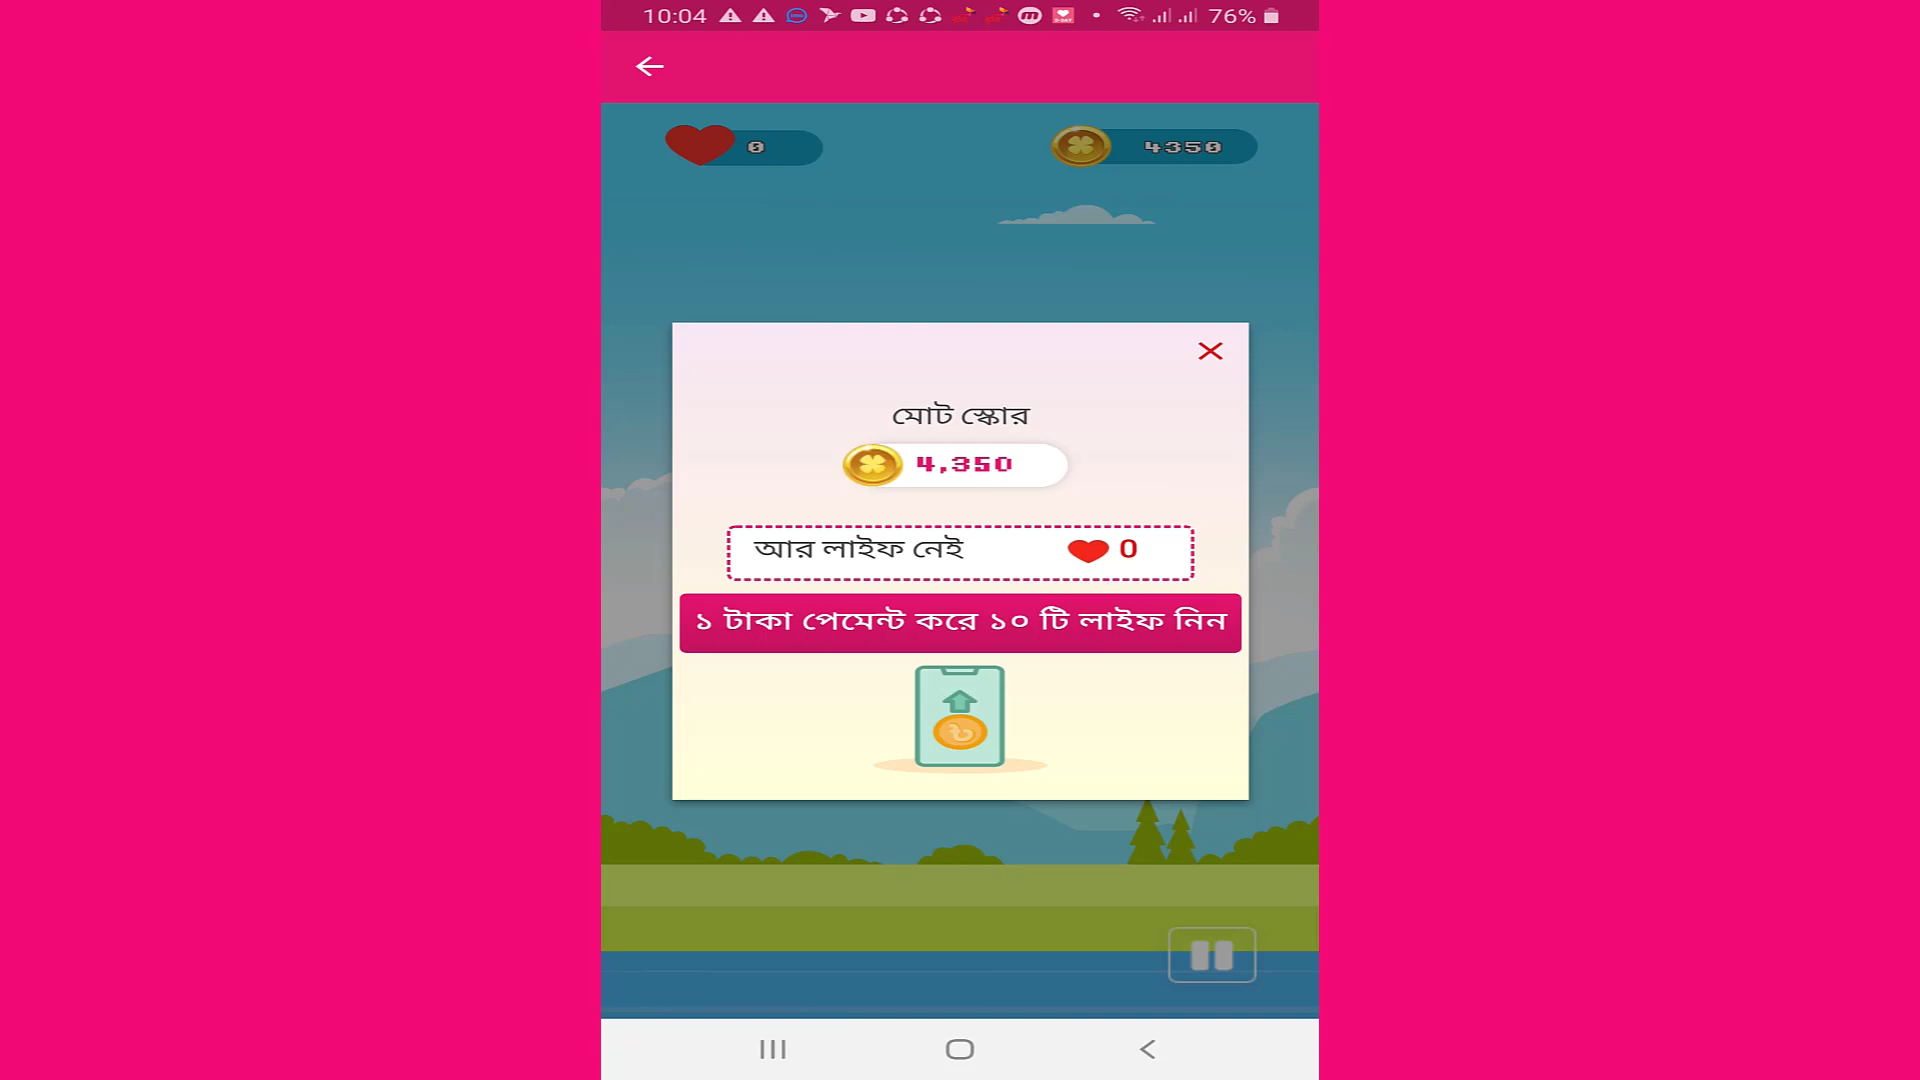 10:04
76%
0
4350
মোট স্কোর
4,350
আর লাইফ নেই
0
১ টাকা পেমেন্ট করে ১০ টি লাইফ নিন
৳